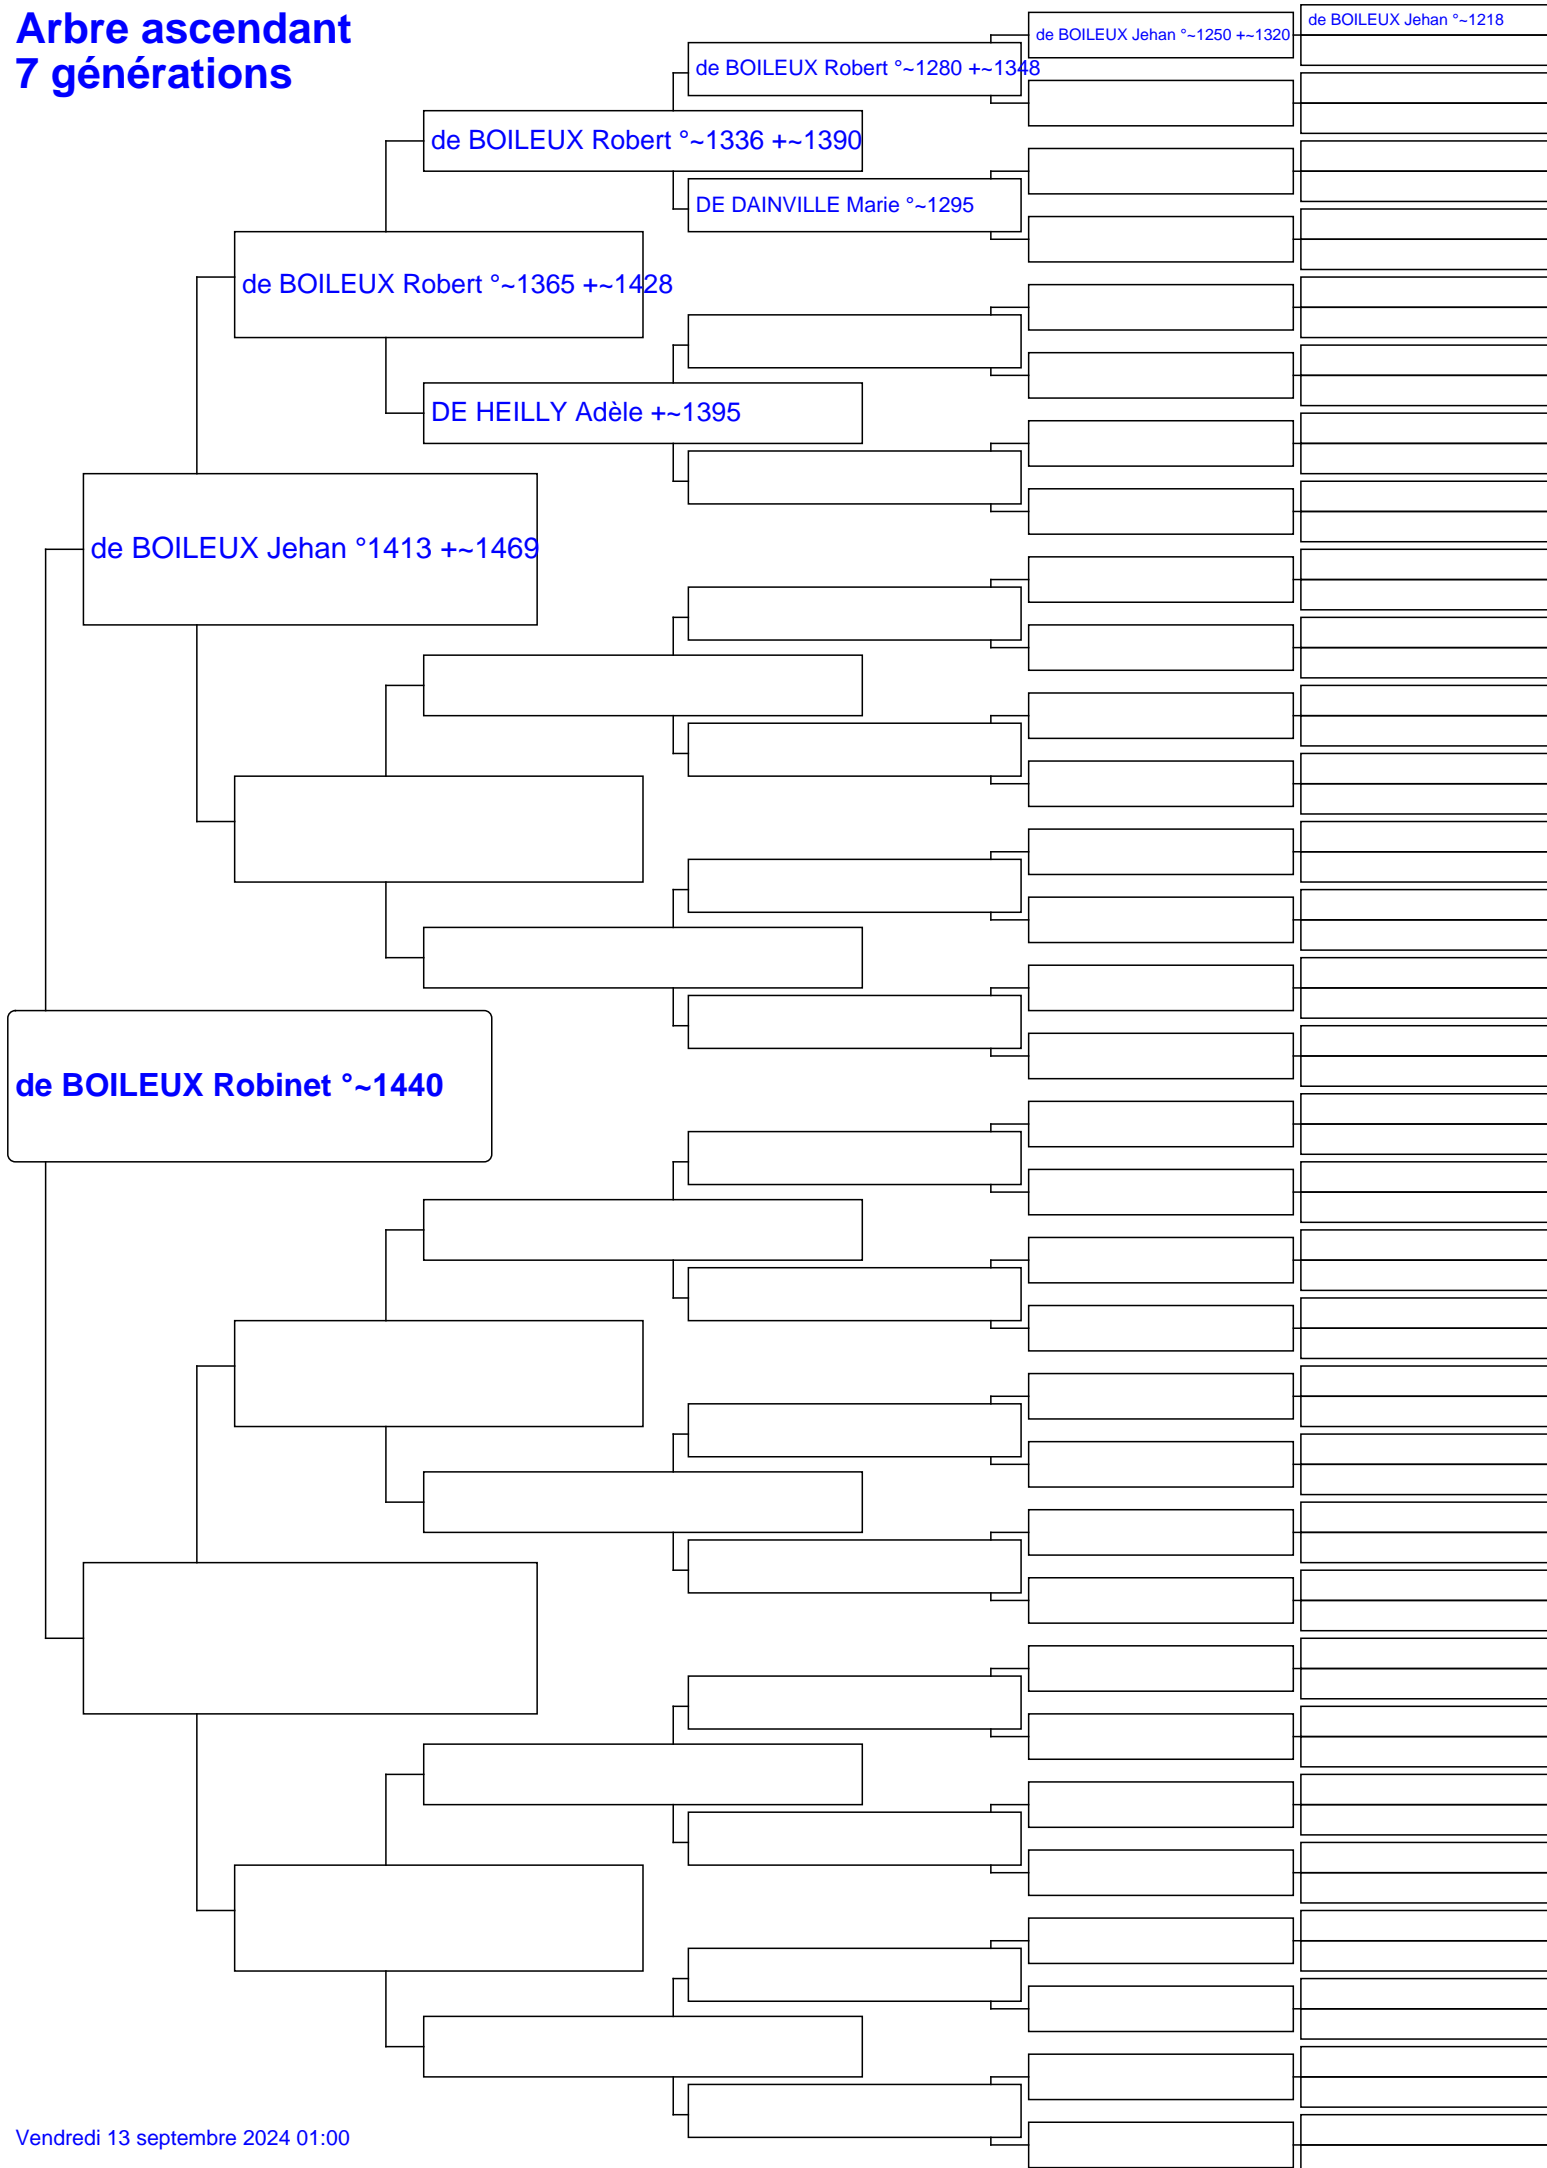 Arbre ascendant
7 générations
de BOILEUX Jehan °~1218
de BOILEUX Jehan °~1250 +~1320
de BOILEUX Robert °~1280 +~1348
de BOILEUX Robert °~1336 +~1390
DE DAINVILLE Marie °~1295
de BOILEUX Robert °~1365 +~1428
DE HEILLY Adèle +~1395
de BOILEUX Jehan °1413 +~1469
de BOILEUX Robinet °~1440
Vendredi 13 septembre 2024 01:00